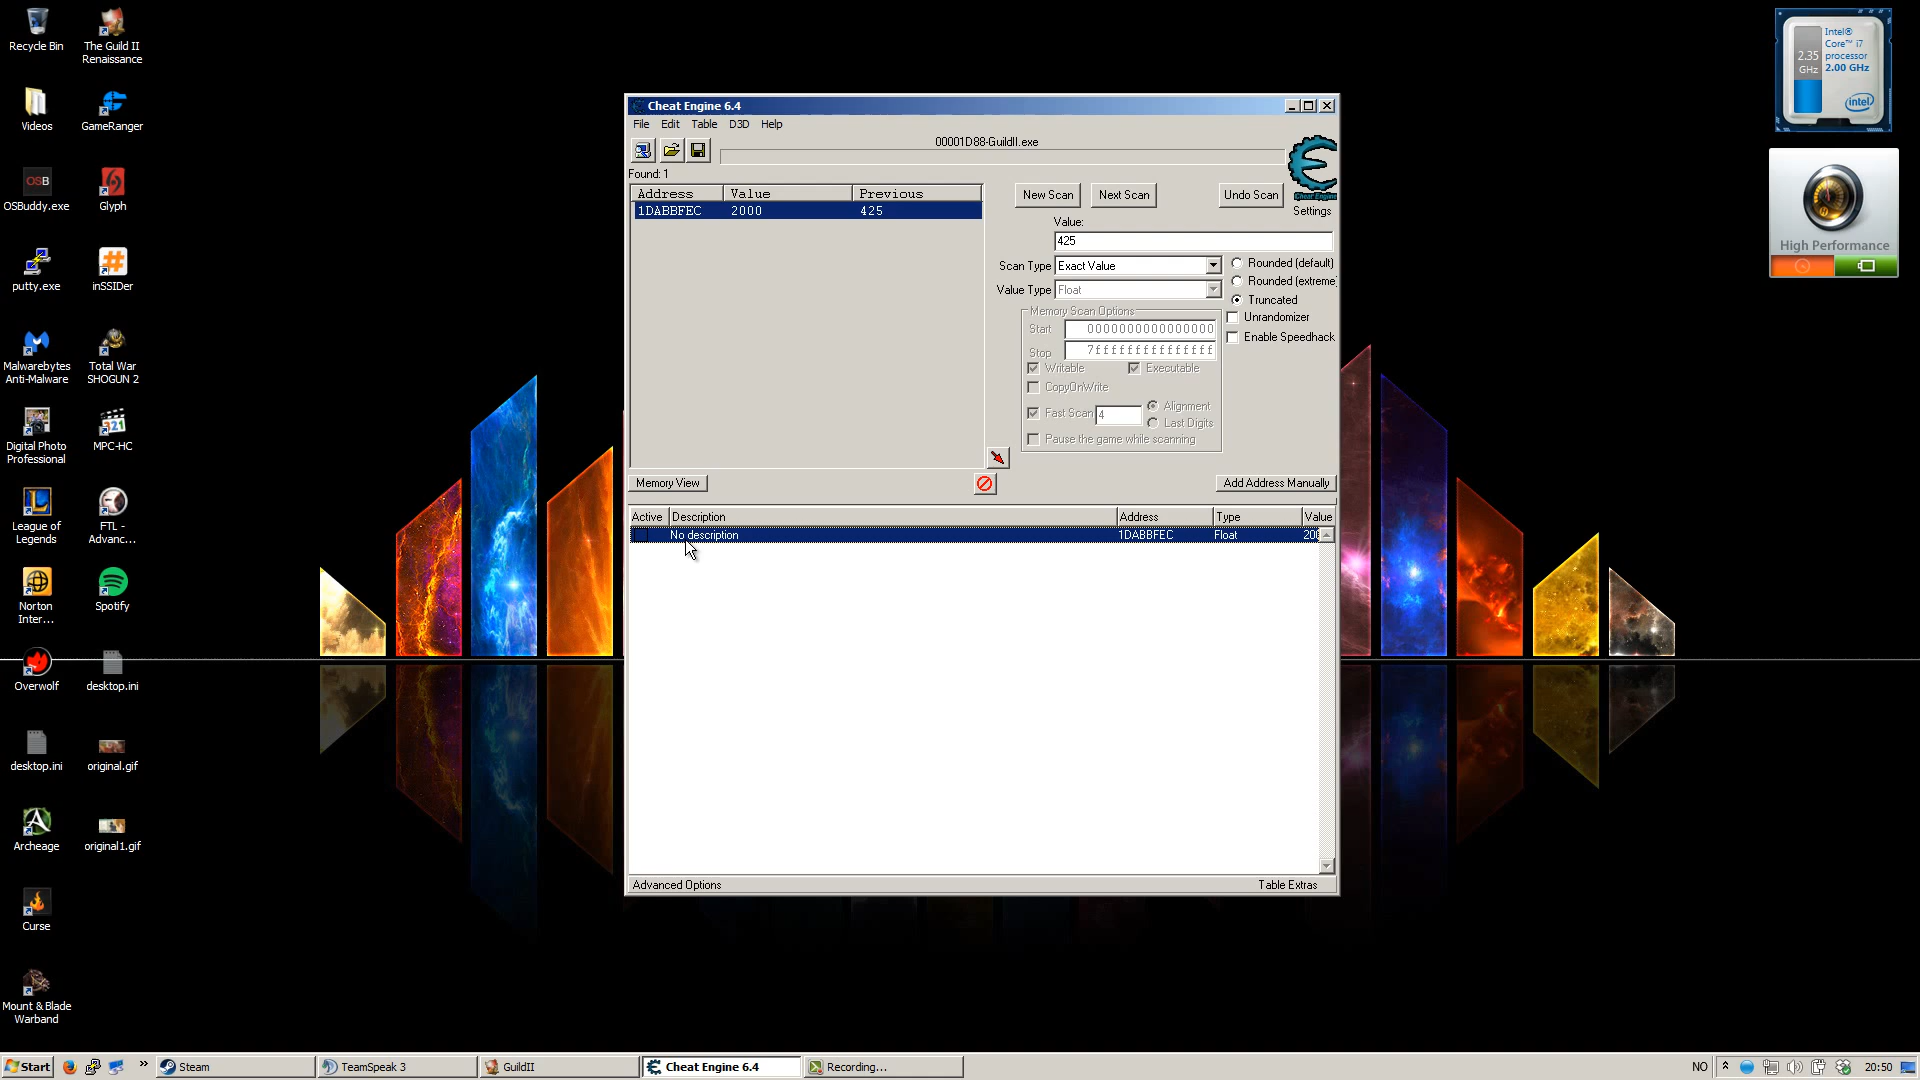 Recycle Bin
The Guild II
Renaissance
Videos
GameRanger
OSB
OSBuddy.exe
Glyph
putty.exe
inSSIDer
Malwarebytes
Anti-Malware
Total War
SHOGUN 2
Digital Photo
Professional
321
MPC-HC
League of
Legends
FTL -
Advanc...
Norton
Inter...
Spotify
Overwolf
desktop.ini
desktop.ini
original.gif
Archeage
original1.gif
Curse
Mount & Blade
Warband
Cheat Engine 6.4
File Edit Table D3D Help
00001D88-GuildII.exe
Found: 1
Address Value Previous
1DABBFEC 2000 425
New Scan Next Scan Undo Scan
Cheat Engine
Settings
Value:
425
Scan Type Exact Value
Value Type Float
Rounded (default)
Rounded (extreme
Truncated
Unrandomizer
Enable Speedhack
Memory Scan Options
Start 0000000000000000
Stop 7fffffffffffffff
Writable Executable
CopyOnWrite
Fast Scan 4 Alignment
Last Digits
Pause the game while scanning
Memory View Add Address Manually
Active Description Address Type Value
No description 1DABBFEC Float 200
Advanced Options Table Extras
Intel®
Core™ i7
processor
2.00 GHz
2.35
GHz
intel
High Performance
Start
»
Steam
TeamSpeak 3
GuildII
Cheat Engine 6.4
Recording...
NO
20:50